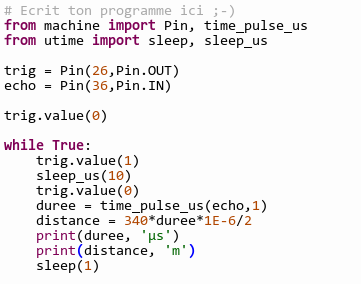 # Ecrit ton programme ici ;-)
from machine import Pin, time_pulse_us
from utime import sleep, sleep_us

trig = Pin(26,Pin.OUT)
echo = Pin(36,Pin.IN)

trig.value(0)

while True:
    trig.value(1)
    sleep_us(10)
    trig.value(0)
    duree = time_pulse_us(echo,1)
    distance = 340*duree*1E-6/2
    print(duree, 'µs')
    print(distance, 'm')
    sleep(1)